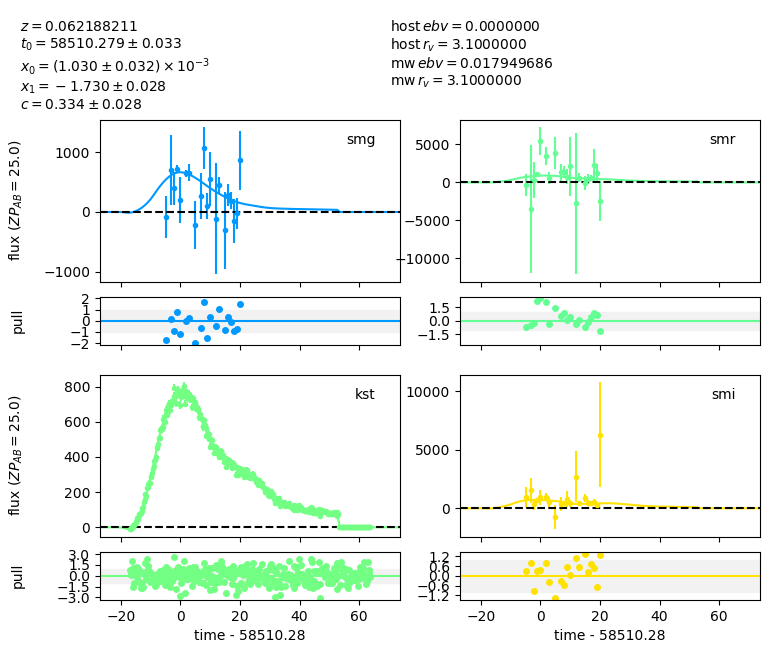 z = 0.062188211
t₀ = 58510.279 ± 0.033
x₀ = (1.030 ± 0.032) × 10⁻³
x₁ = −1.730 ± 0.028
c = 0.334 ± 0.028
host ebv = 0.0000000
host r_v = 3.1000000
mw ebv = 0.017949686
mw r_v = 3.1000000
flux (ZP_AB = 25.0)
1000
0
−1000
smg
5000
0
−5000
−10000
smr
pull
2
1
0
−1
−2
1.5
0.0
−1.5
flux (ZP_AB = 25.0)
800
600
400
200
0
kst
10000
5000
0
smi
pull
3.0
1.5
0.0
−1.5
−3.0
1.2
0.6
0.0
−0.6
−1.2
−20 0 20 40 60
−20 0 20 40 60
time - 58510.28
time - 58510.28